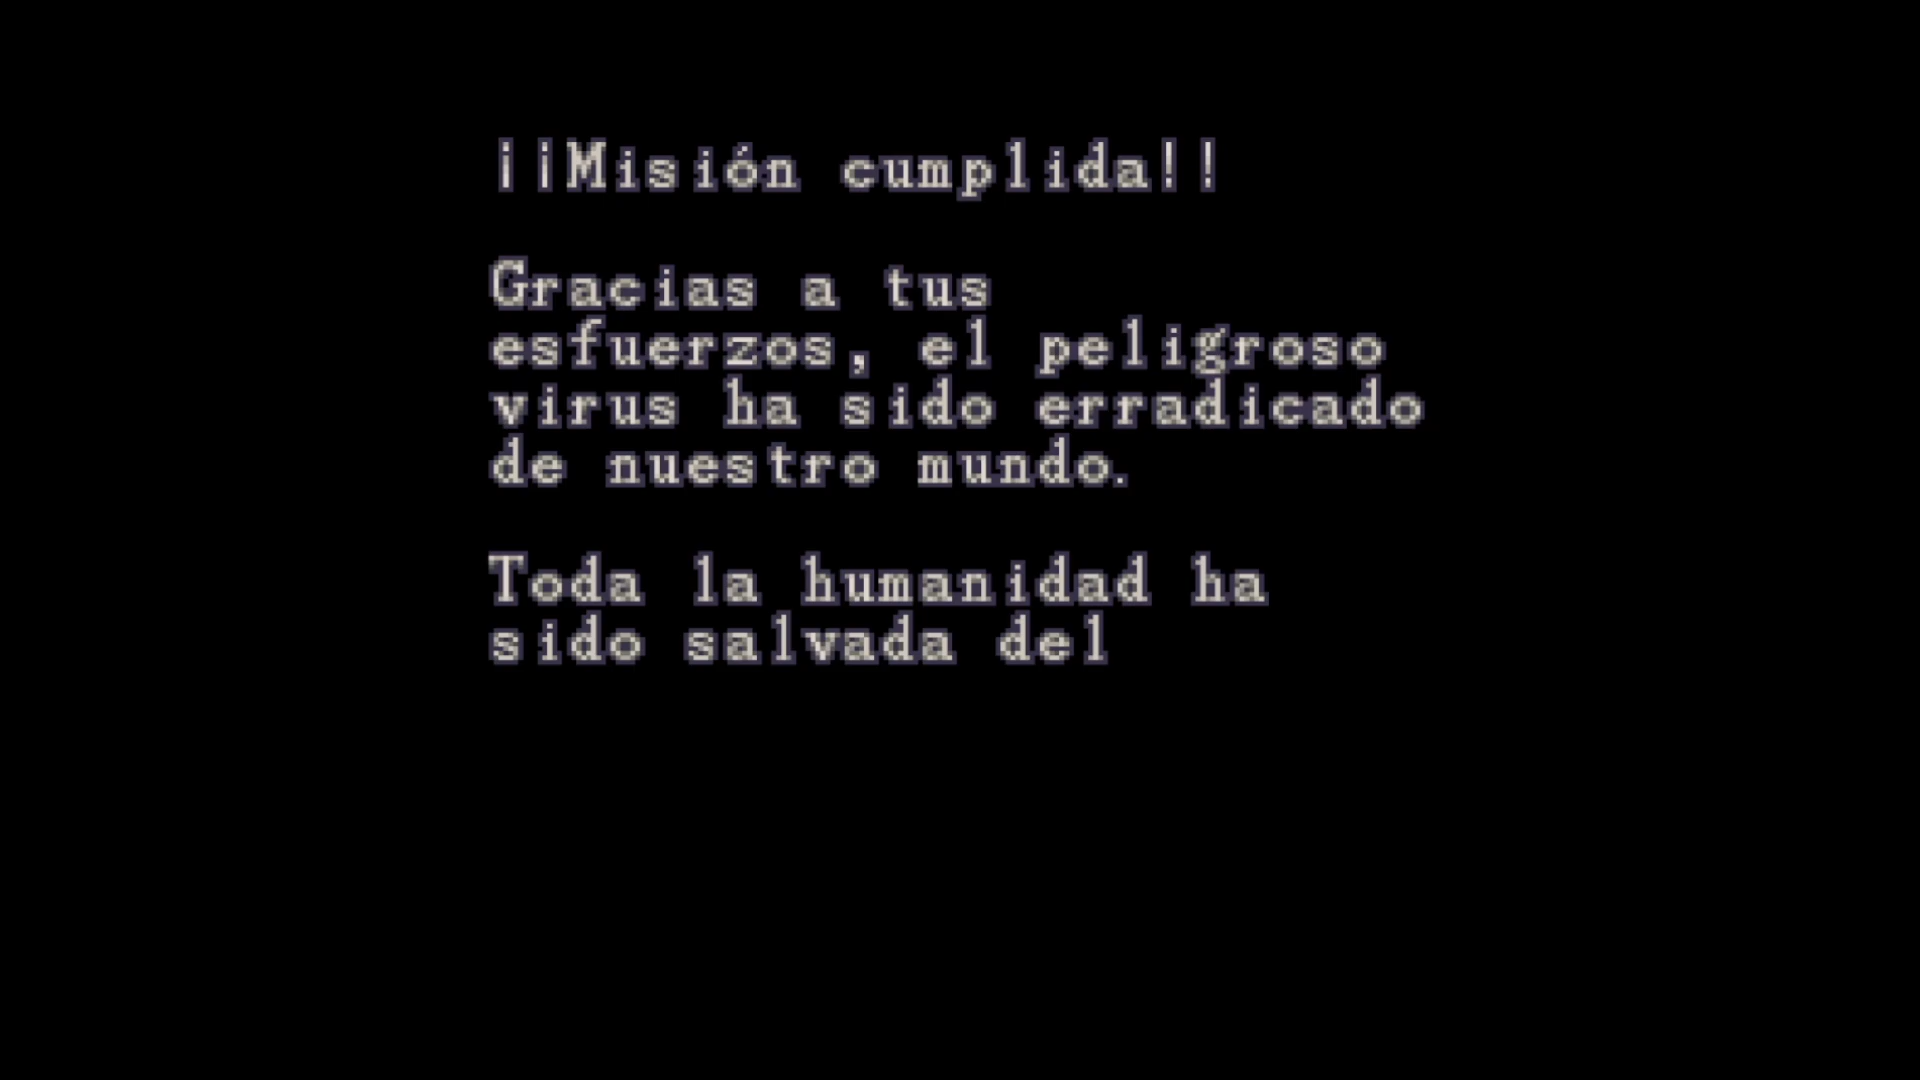 ¡¡Misión cumplida!!
Gracias a tus
esfuerzos, el peligroso
virus ha sido erradicado
de nuestro mundo.
Toda la humanidad ha
sido salvada del